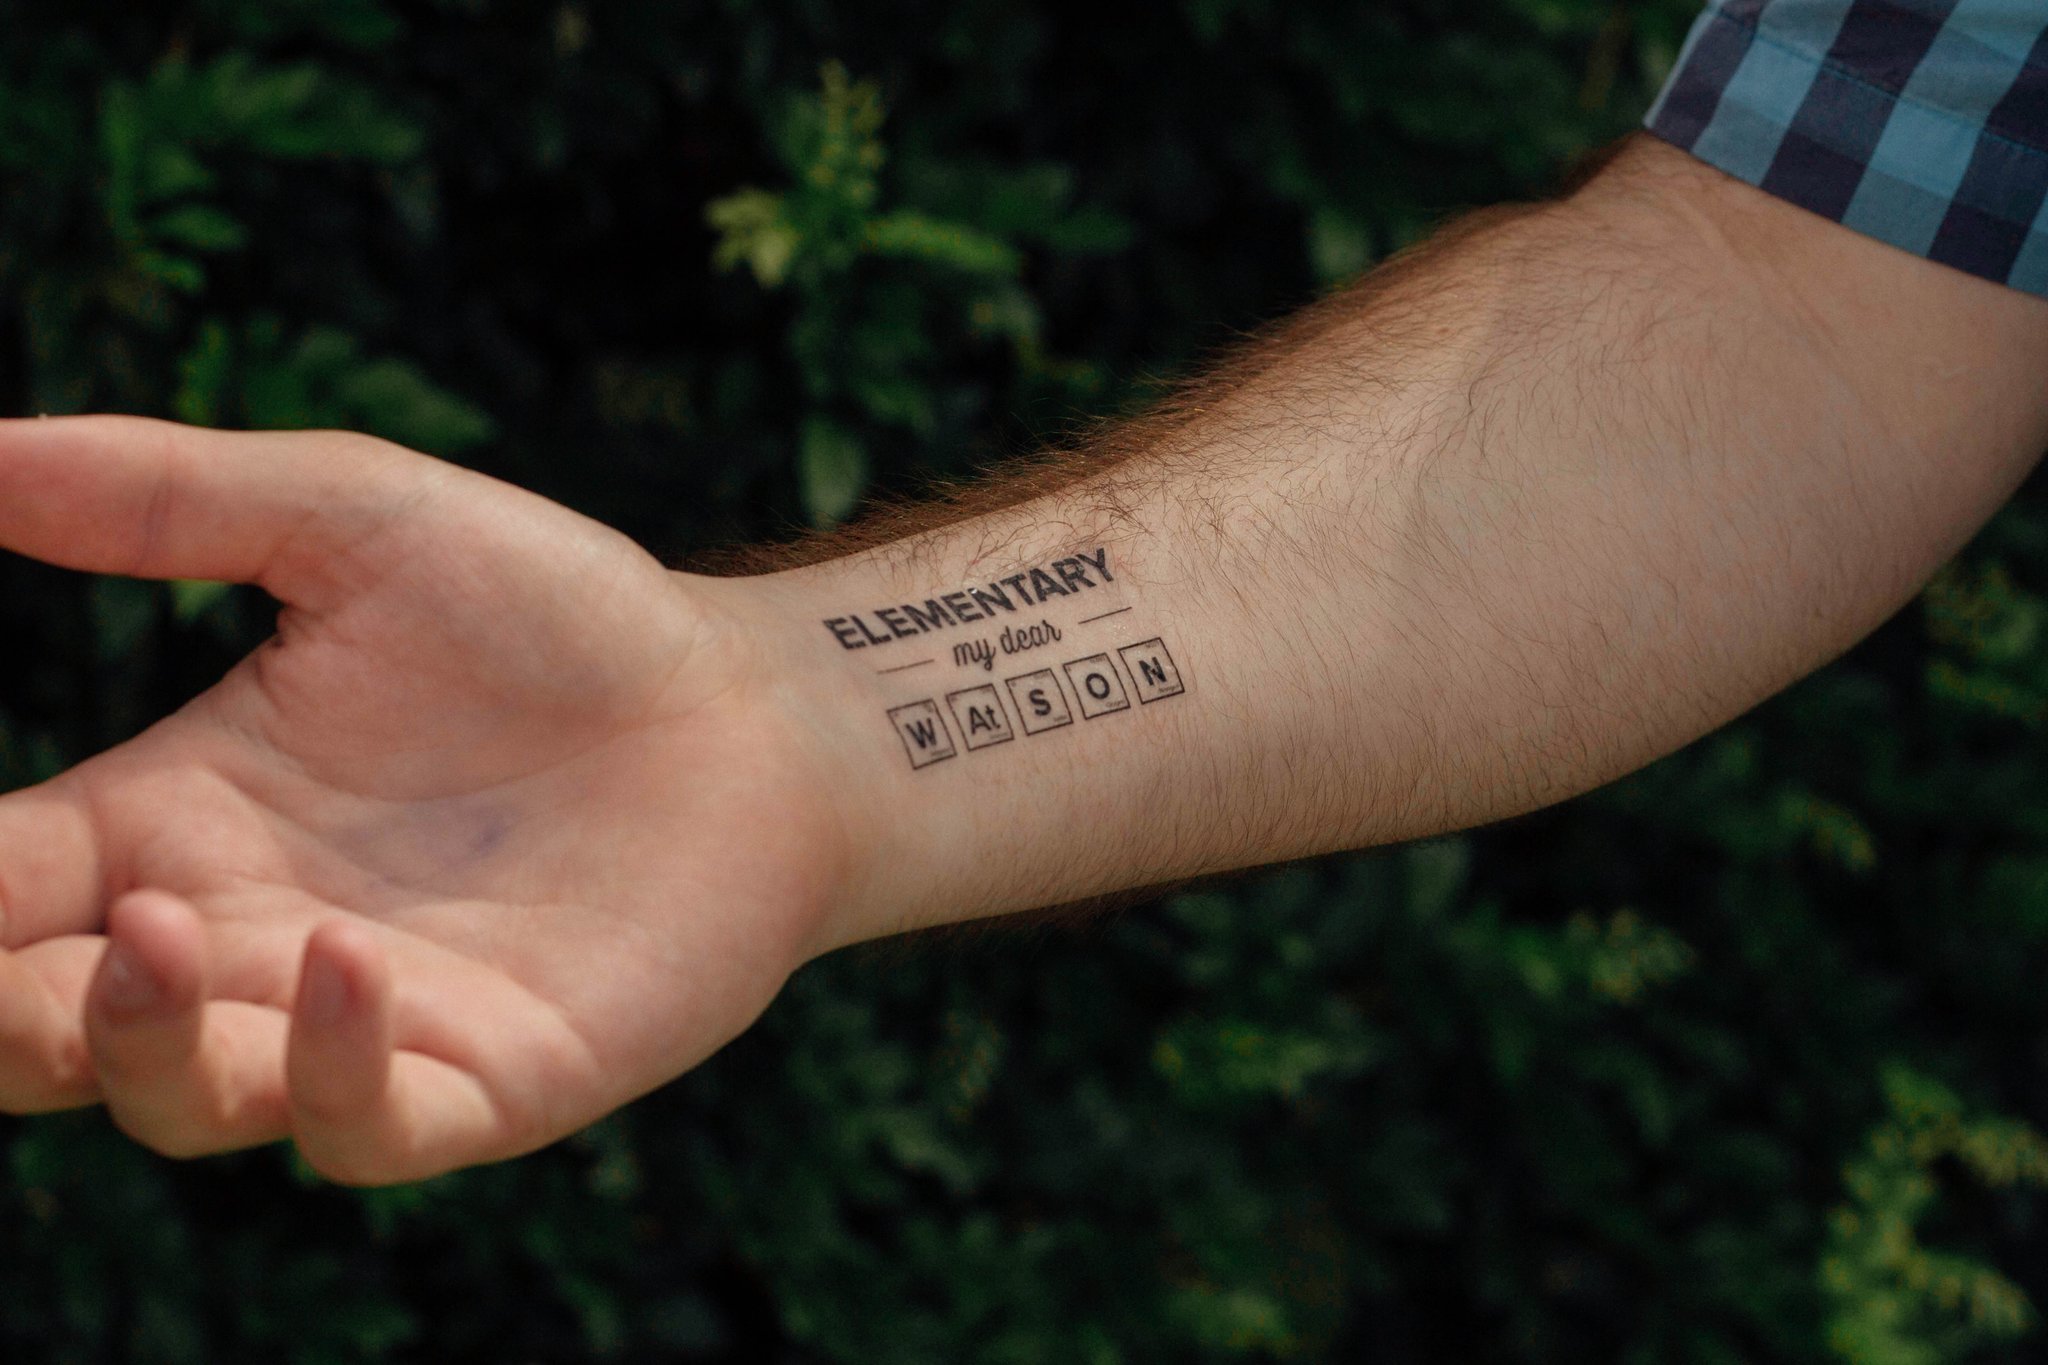 ELEMENTARY
my dear
W At S O N